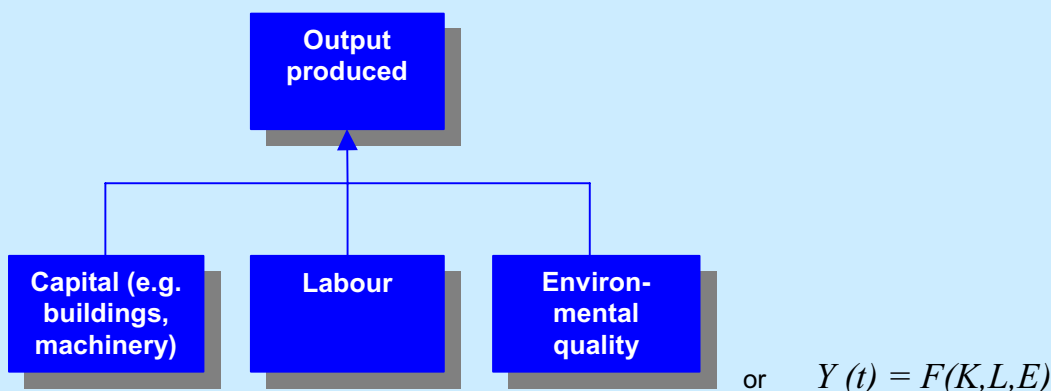 Output
produced
Capital (e.g.
buildings,
machinery)
Labour
Environ-
mental
quality
or Y (t) = F(K,L,E)